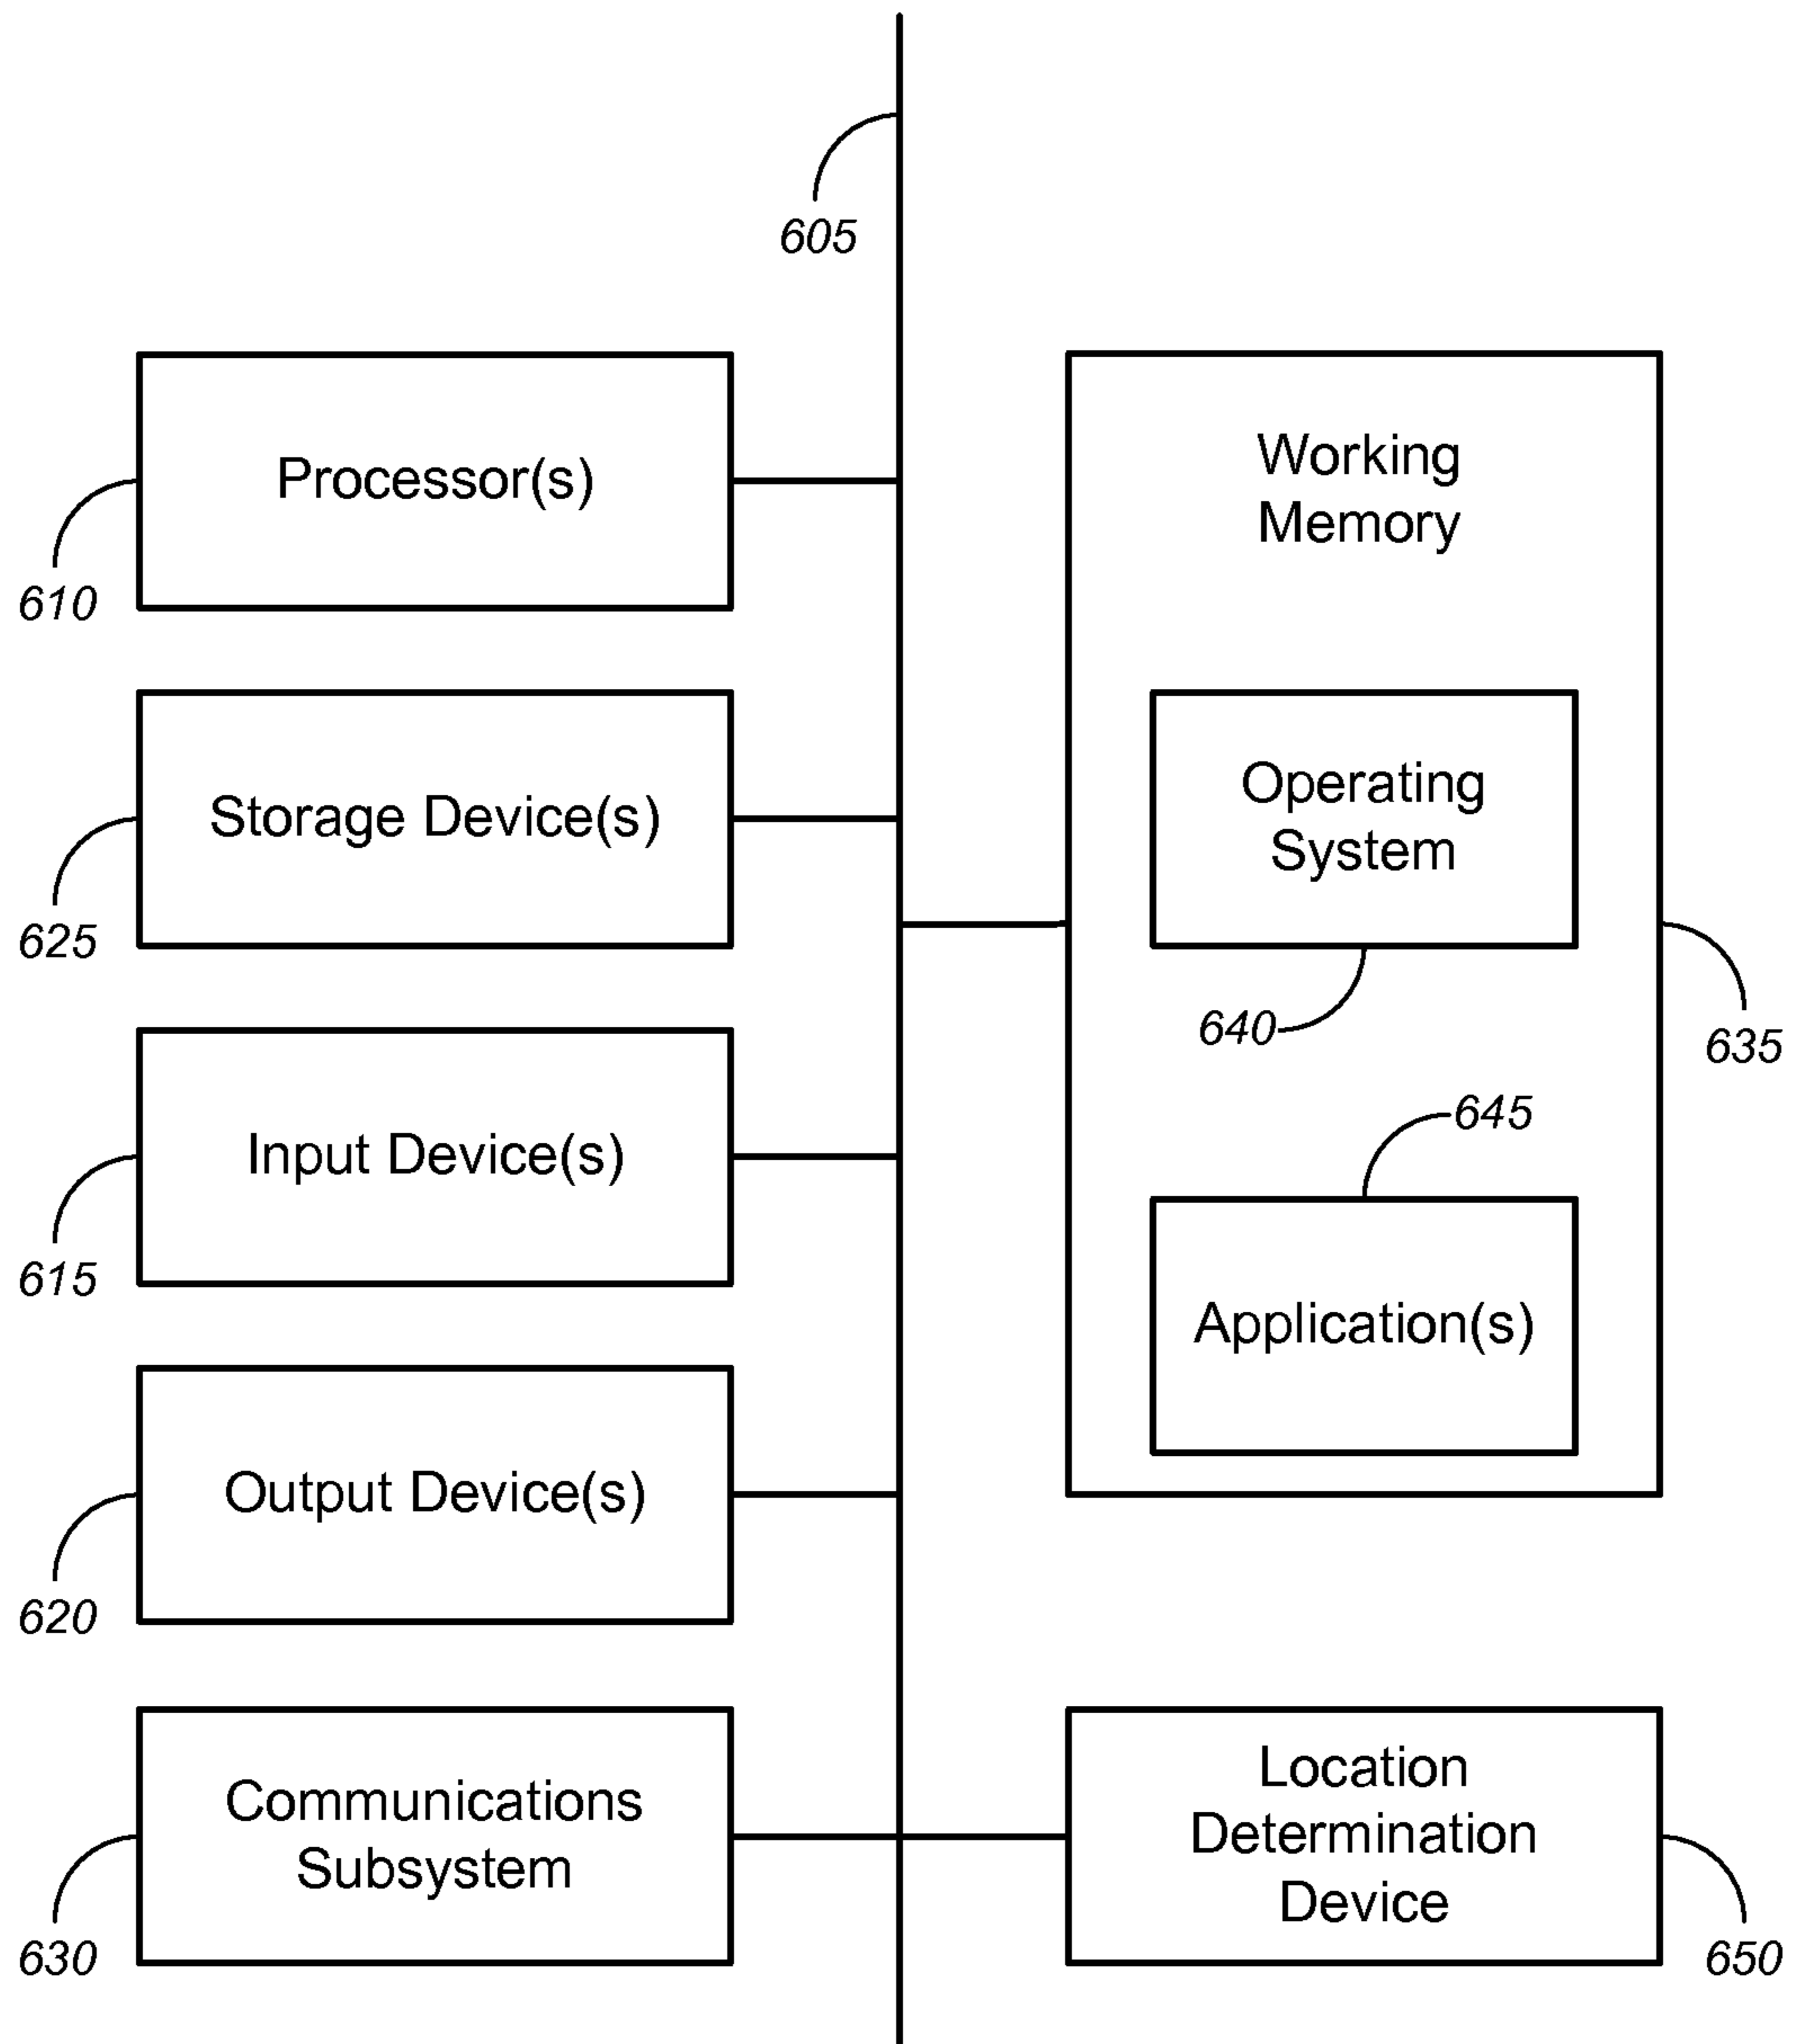 605
Processor(s)
610
Storage Device(s)
625
Input Device(s)
615
Output Device(s)
620
Communications
Subsystem
630
Working
Memory
Operating
System
640
635
645
Application(s)
Location
Determination
Device
650